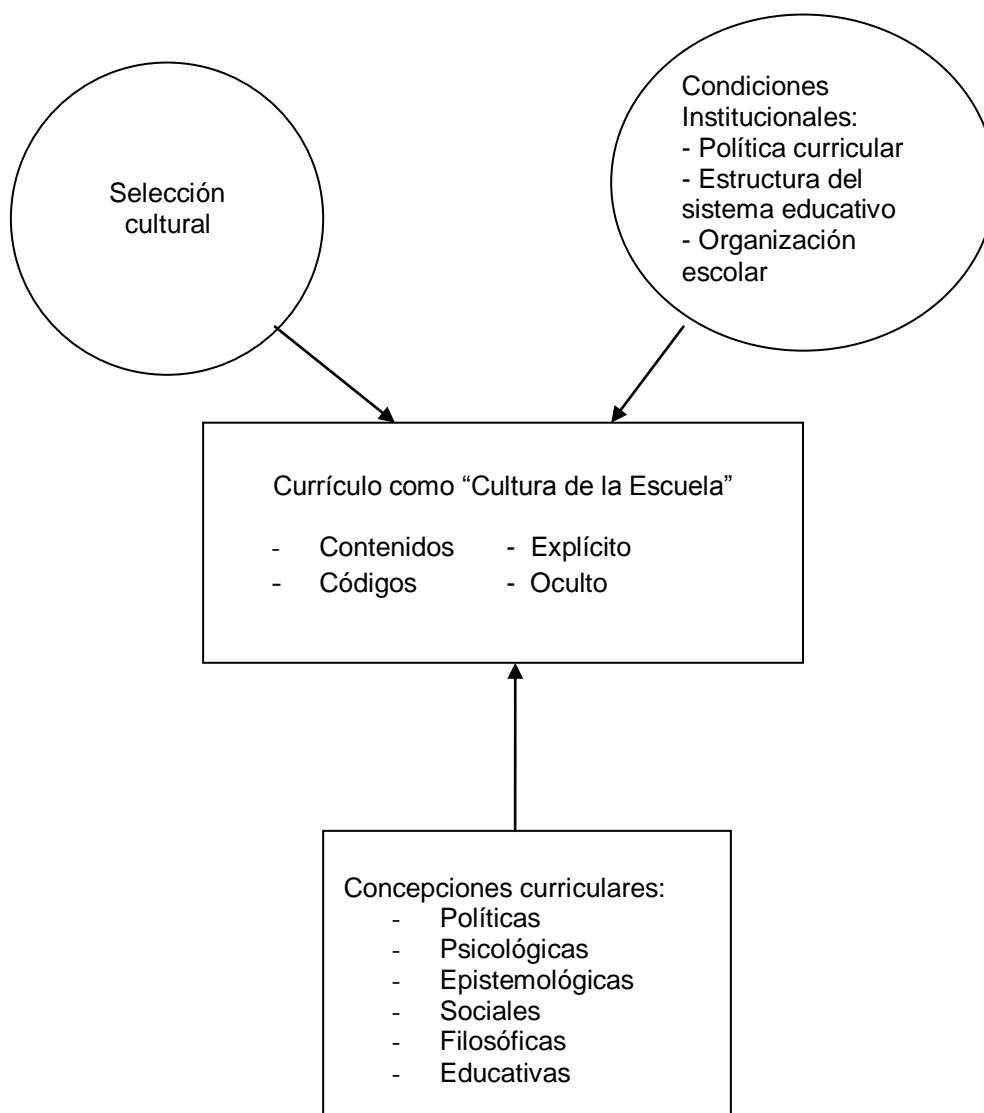 Selección
cultural
Condiciones
Institucionales:
- Política curricular
- Estructura del
sistema educativo
- Organización
escolar
Currículo como “Cultura de la Escuela”
- Contenidos - Explícito
- Códigos - Oculto
Concepciones curriculares:
- Políticas
- Psicológicas
- Epistemológicas
- Sociales
- Filosóficas
- Educativas